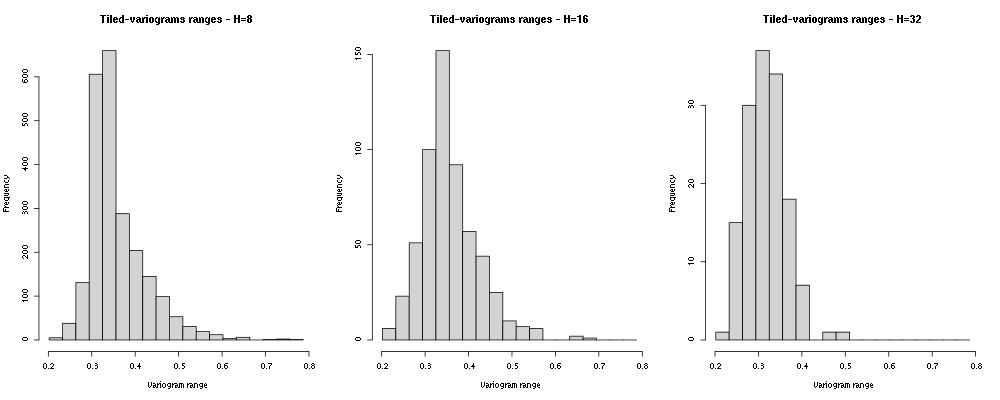 Tiled-variograms ranges - H=8
Frequency
600
500
400
300
200
100
0
0.2 0.3 0.4 0.5 0.6 0.7 0.8
Variogram range
Tiled-variograms ranges - H=16
Frequency
150
100
50
0
0.2 0.3 0.4 0.5 0.6 0.7 0.8
Variogram range
Tiled-variograms ranges - H=32
Frequency
30
20
10
0
0.2 0.3 0.4 0.5 0.6 0.7 0.8
Variogram range